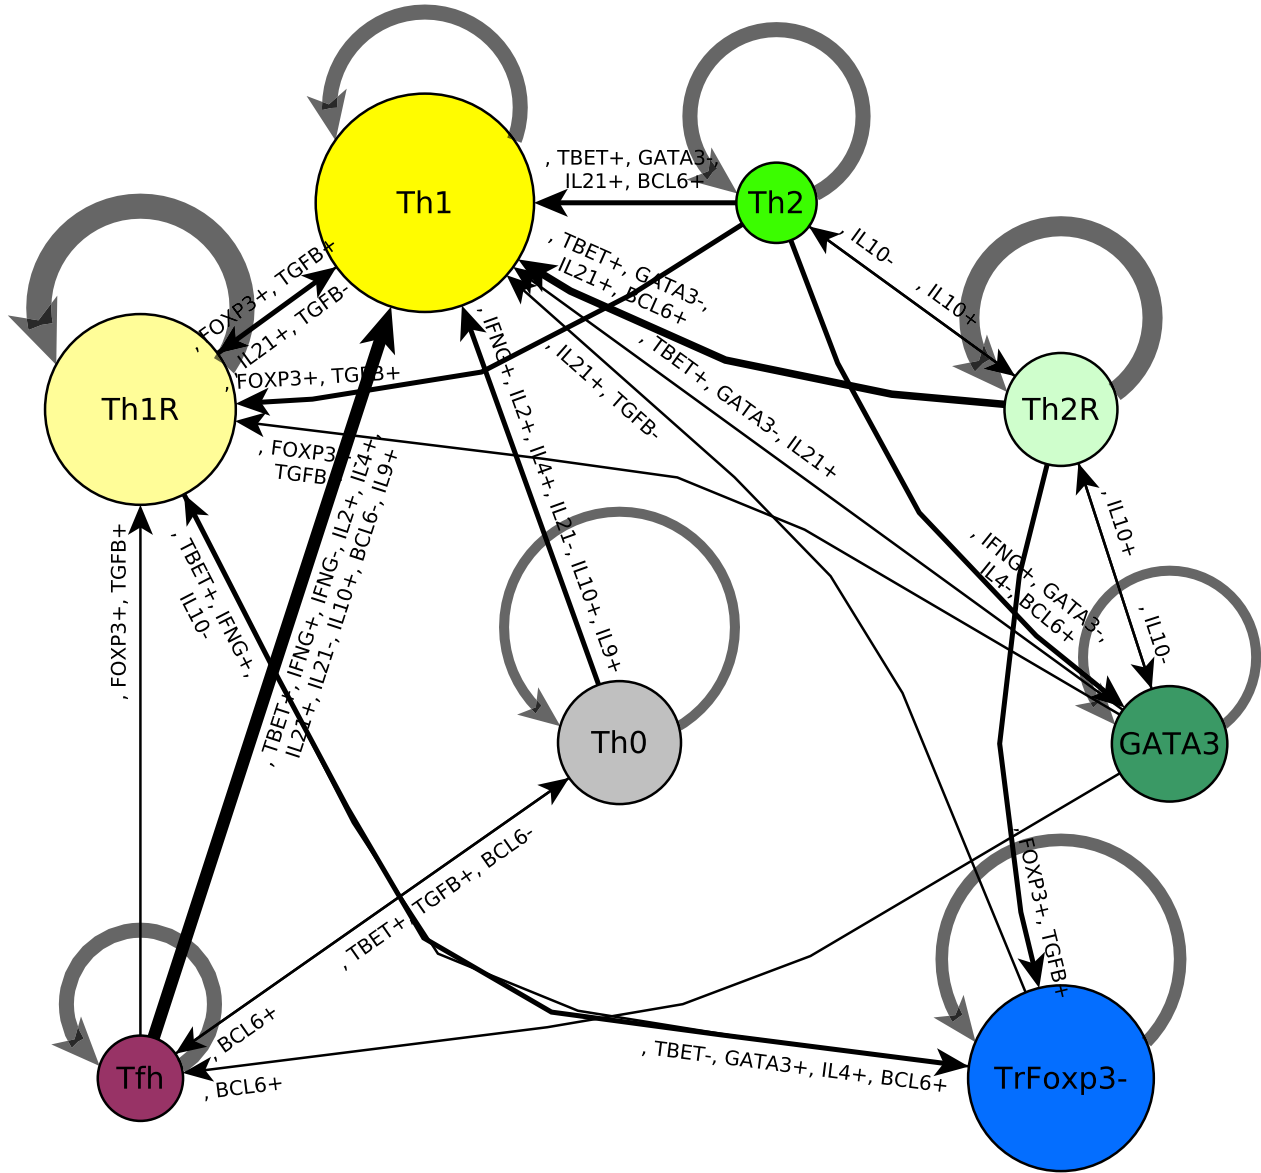 Th1
Th2
, TBET+, GATA3-,
IL21+, BCL6+
, IL10-
, IL10+
, FOXP3+, TGFB+
, IL21+, TGFB-
, TBET+, GATA3-,
IL21+, BCL6+
Th1R
Th2R
, FOXP3+, TGFB+
, IFNG+, IL2+, IL4+, IL21-, IL10+, IL9+
, IL21+, TGFB-
, TBET+, GATA3-, IL21+
, FOXP3+,
TGFB
, TBET+, IFNG+, IFNG-, IL2+, IL4+,
IL21+, IL21-, IL10+, BCL6-, IL9+
, FOXP3+, TGFB+
, TBET+, IFNG+,
IL10-
, IFNG+, GATA3-,
IL4-, BCL6+
, IL10+
, IL10-
Th0
GATA3
, TBET+, TGFB+, BCL6-
, FOXP3+, TGFB+
, BCL6+
, BCL6+
, TBET-, GATA3+, IL4+, BCL6+
Tfh
TrFoxp3-